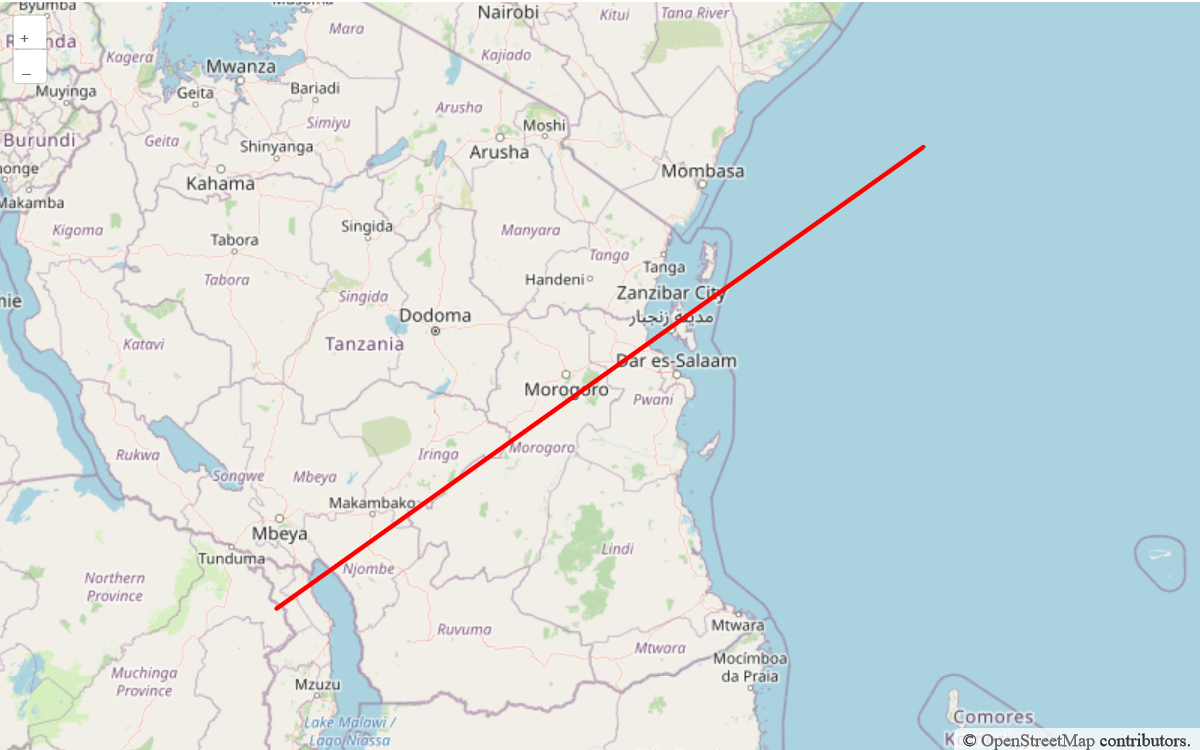 Byumba
Masoma
Nairobi
Kitui
Tana River
+
Kagera
Mara
Kajiado
Mwanza
−
Muyinga
Geita
Bariadi
Arusha
Simiyu
Moshi
Burundi
Geita
Shinyanga
Arusha
Kahama
Mombasa
Makamba
Kigoma
Singida
Manyara
Tabora
Tanga
Tanga
Tabora
Handeni
Singida
Zanzibar City
مدينة زنجبار
Dodoma
Katavi
Tanzania
Dar es-Salaam
Morogoro
Pwani
Rukwa
Iringa
Morogoro
Songwe
Mbeya
Makambako
Mbeya
Tunduma
Lindi
Njombe
Northern
Province
Ruvuma
Mtwara
Mtwara
Mocímboa
da Praia
Muchinga
Province
Mzuzu
Lake Malawi /
Lago Niassa
Comores
© OpenStreetMap contributors.